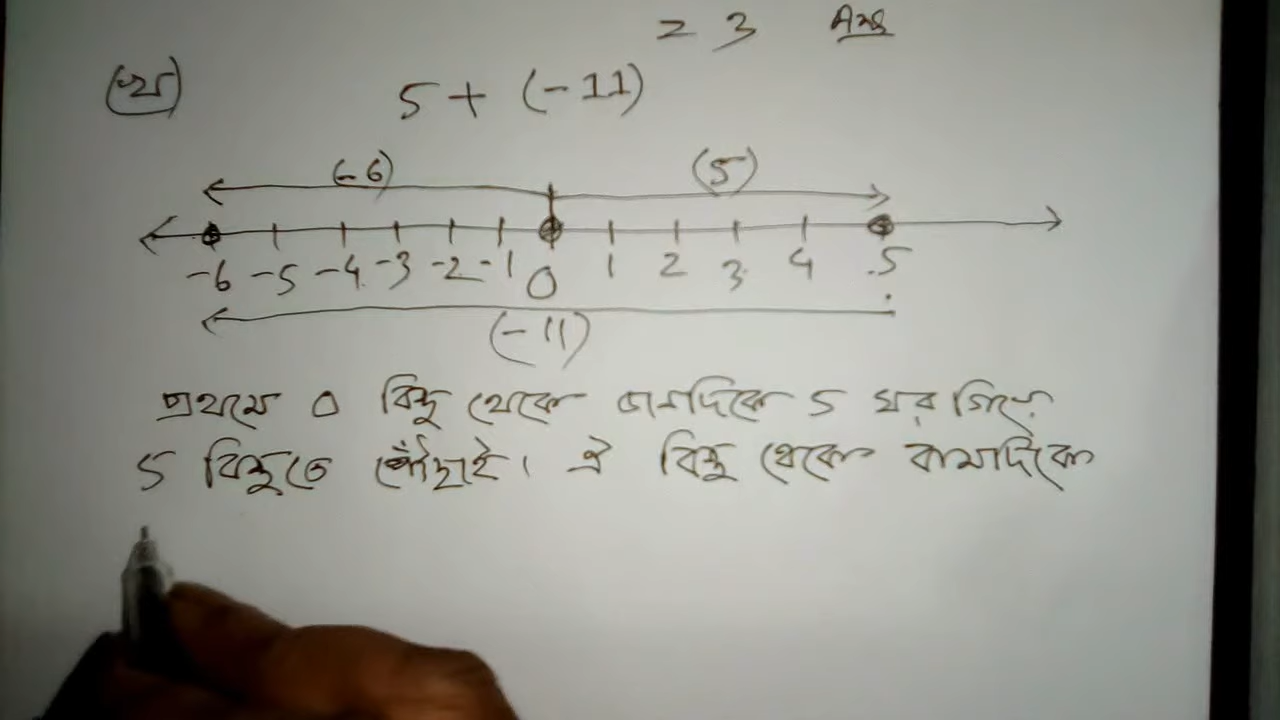 = 3 Ans
(খ) 5 + (-11)
(-6) (5)
-6 -5 -4 -3 -2 -1 0 1 2 3 4 5
(-11)
প্রথমে 0 বিন্দু থেকে ডানদিকে 5 ঘর গিয়ে
5 বিন্দুতে পৌঁছাই। ঐ বিন্দু থেকে বামদিকে